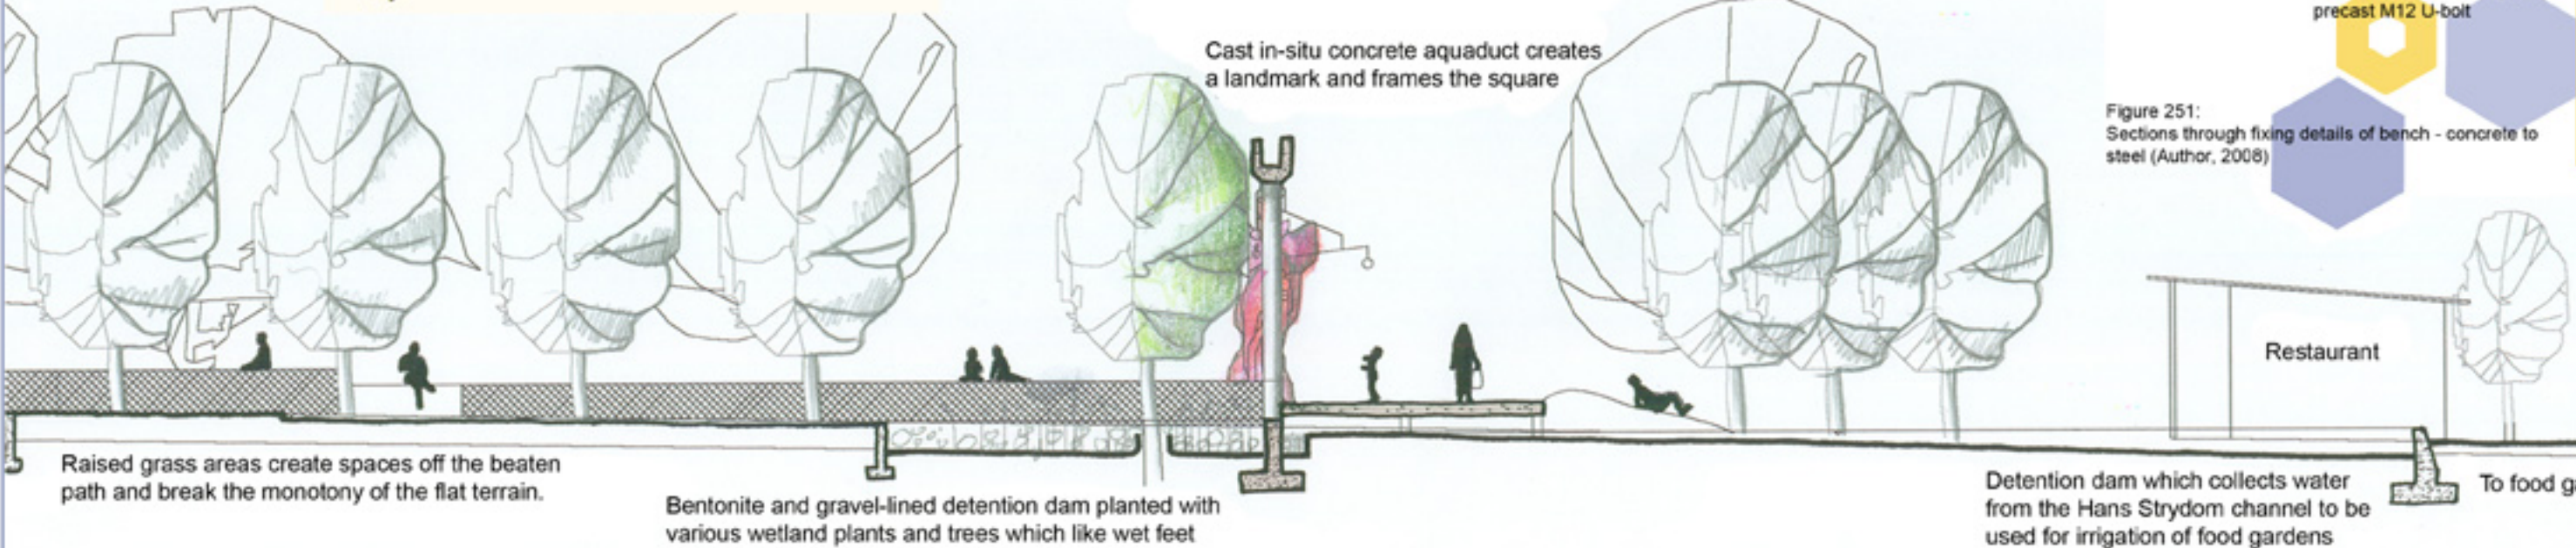 precast M12 U-bolt
Cast in-situ concrete aquaduct creates
a landmark and frames the square
Figure 251:
Sections through fixing details of bench - concrete to
steel (Author, 2008)
Restaurant
Raised grass areas create spaces off the beaten
path and break the monotony of the flat terrain.
Bentonite and gravel-lined detention dam planted with
various wetland plants and trees which like wet feet
Detention dam which collects water
from the Hans Strydom channel to be
used for irrigation of food gardens
To food g